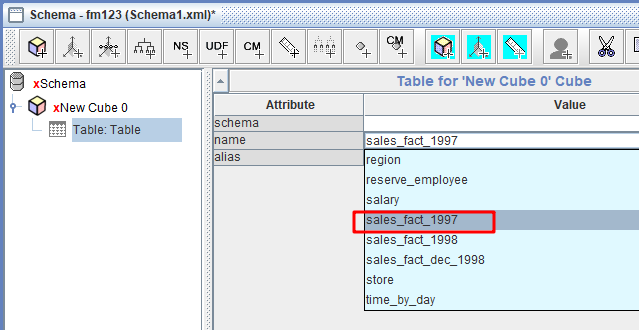 Schema - fm123 (Schema1.xml)*
NS UDF CM CM
xSchema
xNew Cube 0
Table: Table
Table for 'New Cube 0' Cube
Attribute Value
schema
name sales_fact_1997
alias
region
reserve_employee
salary
sales_fact_1997
sales_fact_1998
sales_fact_dec_1998
store
time_by_day